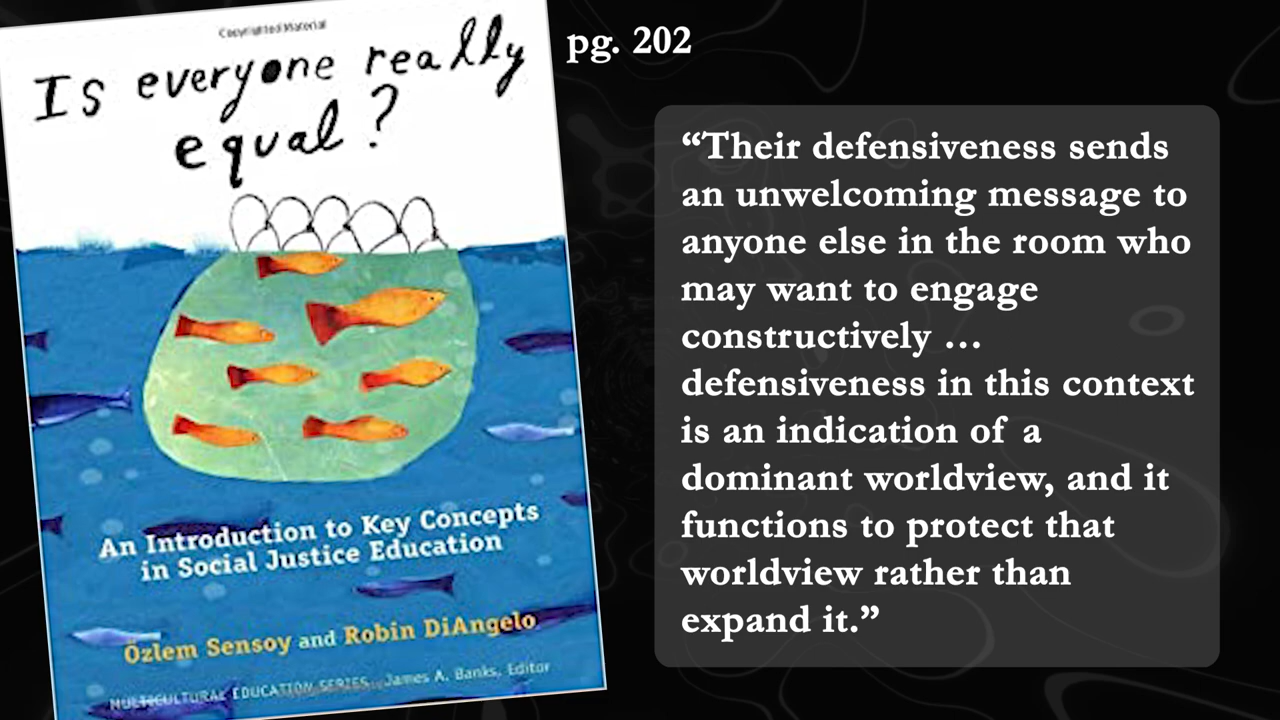 Copyrighted Material
Is everyone really
equal?
An Introduction to Key Concepts
in Social Justice Education
Özlem Sensoy and Robin DiAngelo
MULTICULTURAL EDUCATION SERIES James A. Banks, Editor
pg. 202
“Their defensiveness sends
an unwelcoming message to
anyone else in the room who
may want to engage
constructively ...
defensiveness in this context
is an indication of a
dominant worldview, and it
functions to protect that
worldview rather than
expand it.”